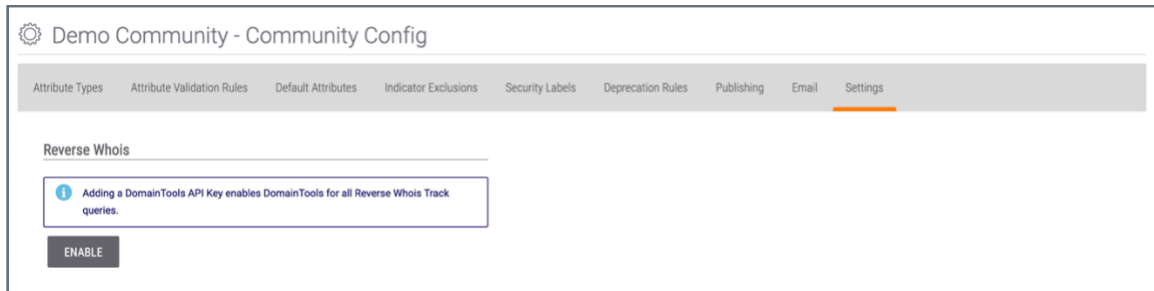 Demo Community - Community Config
Attribute Types Attribute Validation Rules Default Attributes Indicator Exclusions Security Labels Deprecation Rules Publishing Email Settings
Reverse Whois
Adding a DomainTools API Key enables DomainTools for all Reverse Whois Track
queries.
ENABLE